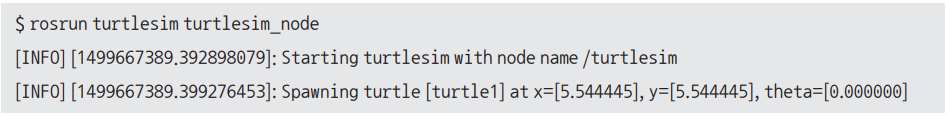 $ rosrun turtlesim turtlesim_node
[INFO] [1499667389.392898079]: Starting turtlesim with node name /turtlesim
[INFO] [1499667389.399276453]: Spawning turtle [turtle1] at x=[5.544445], y=[5.544445], theta=[0.000000]